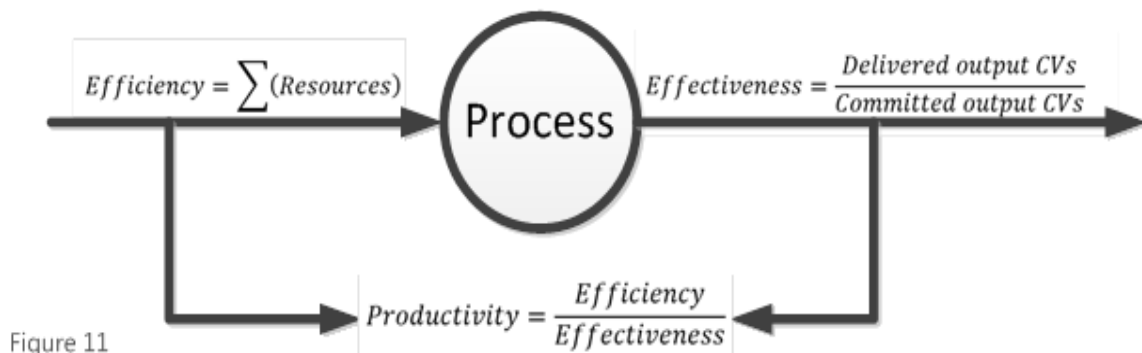 Efficiency = ∑(Resources)
Process
Effectiveness = Delivered output CVs / Committed output CVs
Productivity = Efficiency / Effectiveness
Figure 11